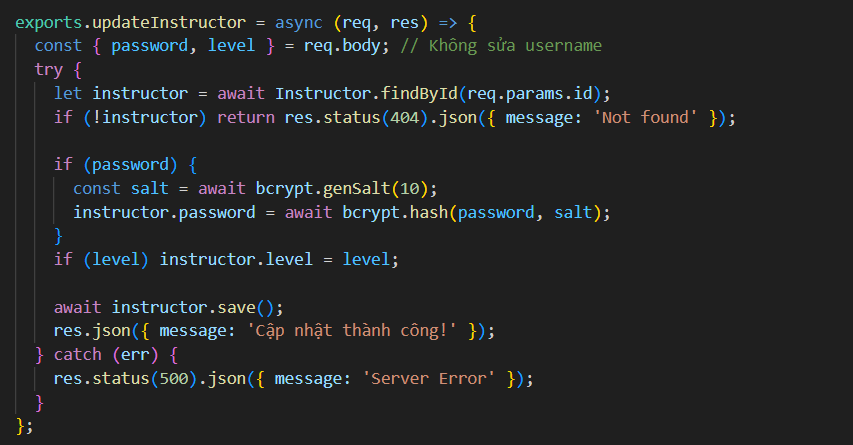 exports.updateInstructor = async (req, res) => {
  const { password, level } = req.body; // Không sửa username
  try {
    let instructor = await Instructor.findById(req.params.id);
    if (!instructor) return res.status(404).json({ message: 'Not found' });

    if (password) {
      const salt = await bcrypt.genSalt(10);
      instructor.password = await bcrypt.hash(password, salt);
    }
    if (level) instructor.level = level;

    await instructor.save();
    res.json({ message: 'Cập nhật thành công!' });
  } catch (err) {
    res.status(500).json({ message: 'Server Error' });
  }
};